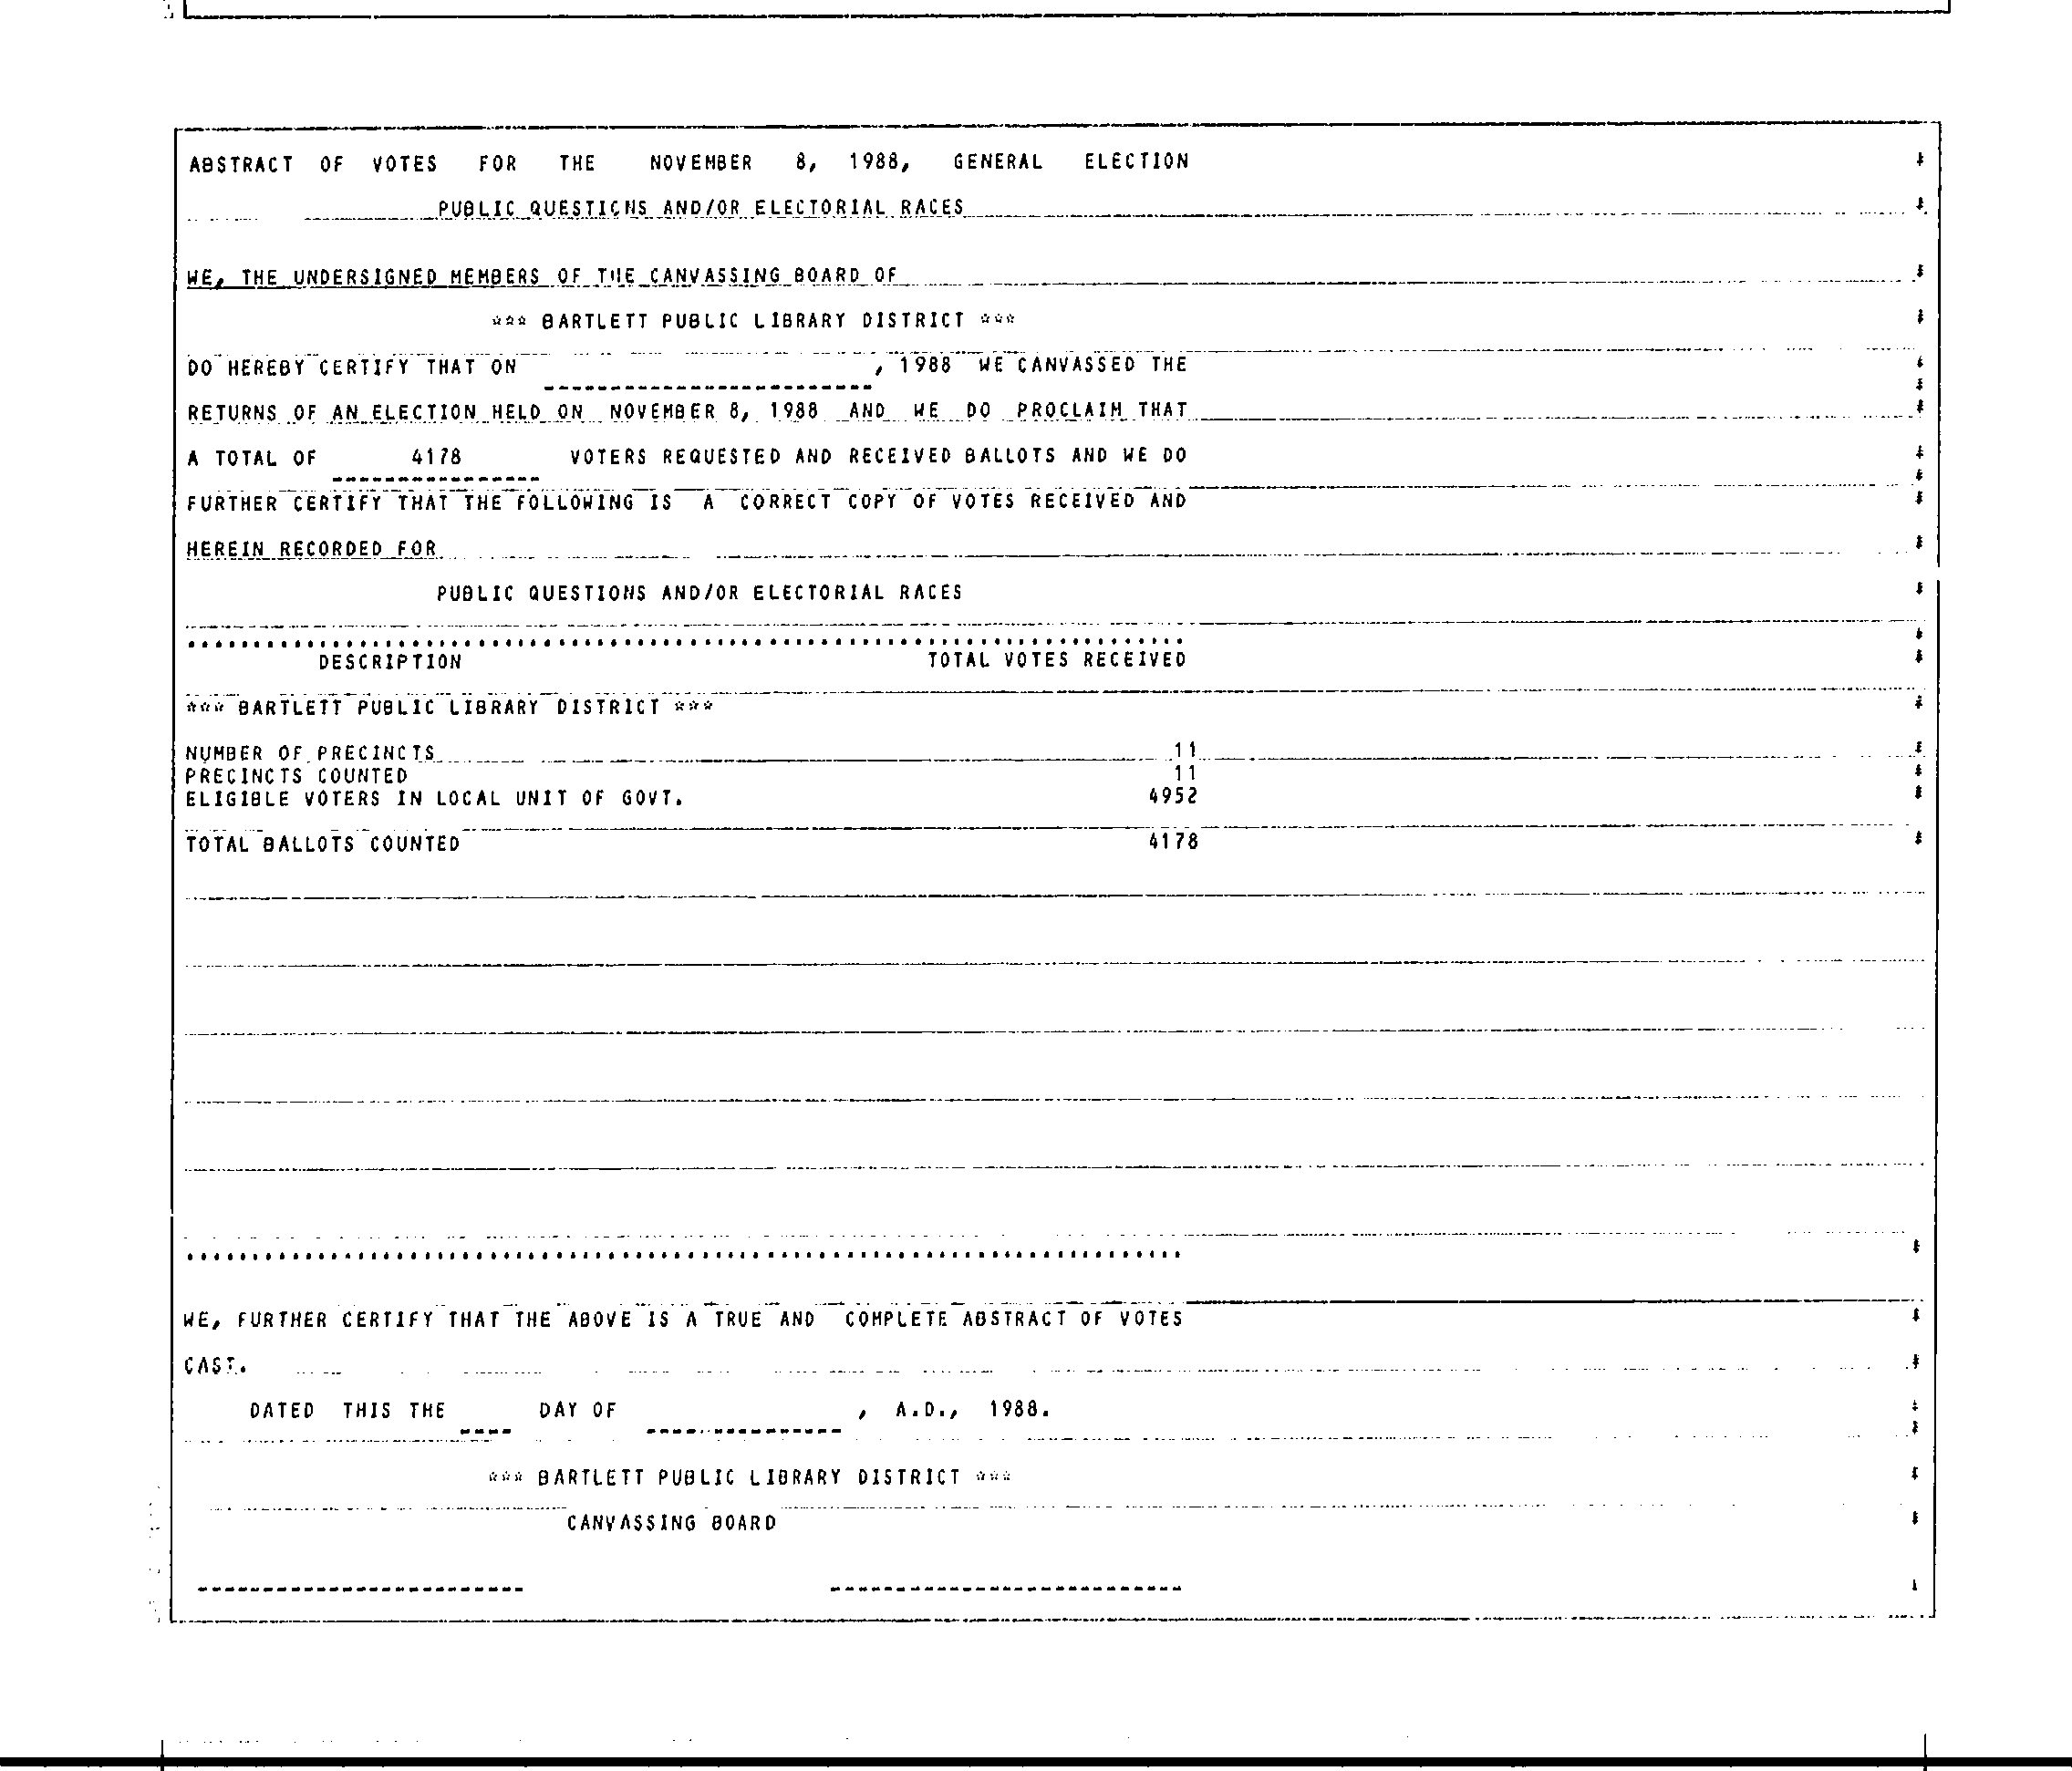 ABSTRACT OF VOTES FOR THE NOVEMBER 8, 1988, GENERAL ELECTION
PUBLIC QUESTIONS AND/OR ELECTORIAL RACES
WE, THE UNDERSIGNED MEMBERS OF THE CANVASSING BOARD OF
*** BARTLETT PUBLIC LIBRARY DISTRICT ***
DO HEREBY CERTIFY THAT ON , 1988 WE CANVASSED THE
RETURNS OF AN ELECTION HELD ON NOVEMBER 8, 1988 AND WE DO PROCLAIM THAT
A TOTAL OF 4178 VOTERS REQUESTED AND RECEIVED BALLOTS AND WE DO
FURTHER CERTIFY THAT THE FOLLOWING IS A CORRECT COPY OF VOTES RECEIVED AND
HEREIN RECORDED FOR
PUBLIC QUESTIONS AND/OR ELECTORIAL RACES
DESCRIPTION TOTAL VOTES RECEIVED
*** BARTLETT PUBLIC LIBRARY DISTRICT ***
NUMBER OF PRECINCTS 11
PRECINCTS COUNTED 11
ELIGIBLE VOTERS IN LOCAL UNIT OF GOVT. 4952
TOTAL BALLOTS COUNTED 4178
WE, FURTHER CERTIFY THAT THE ABOVE IS A TRUE AND COMPLETE ABSTRACT OF VOTES
CAST.
DATED THIS THE ---- DAY OF --------------- , A.D., 1988.
*** BARTLETT PUBLIC LIBRARY DISTRICT ***
CANVASSING BOARD